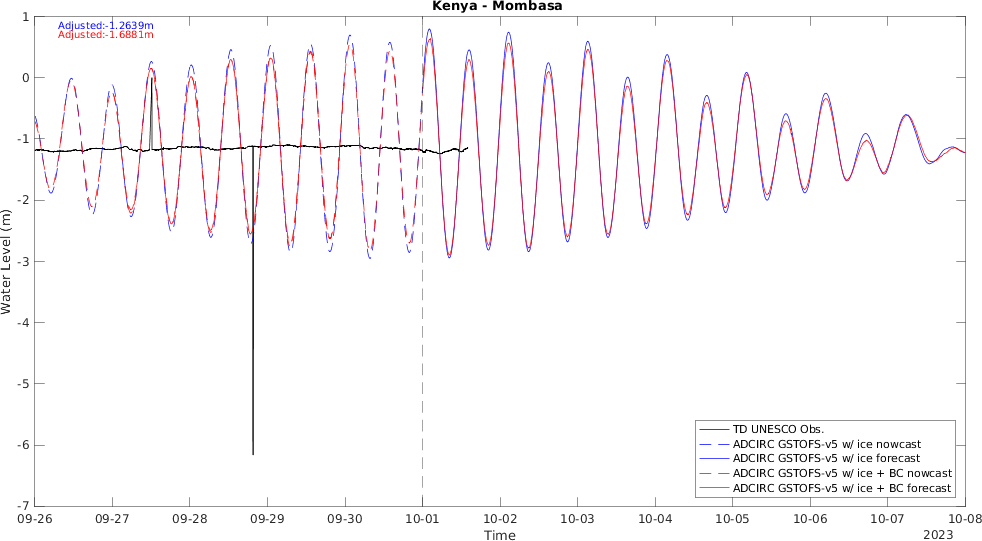 Kenya - Mombasa
Adjusted:-1.2639m
Adjusted:-1.6881m
1
0
-1
-2
-3
-4
-5
-6
-7
Water Level (m)
09-26 09-27 09-28 09-29 09-30 10-01 10-02 10-03 10-04 10-05 10-06 10-07 10-08
Time
2023
TD UNESCO Obs.
ADCIRC GSTOFS-v5 w/ ice nowcast
ADCIRC GSTOFS-v5 w/ ice forecast
ADCIRC GSTOFS-v5 w/ ice + BC nowcast
ADCIRC GSTOFS-v5 w/ ice + BC forecast